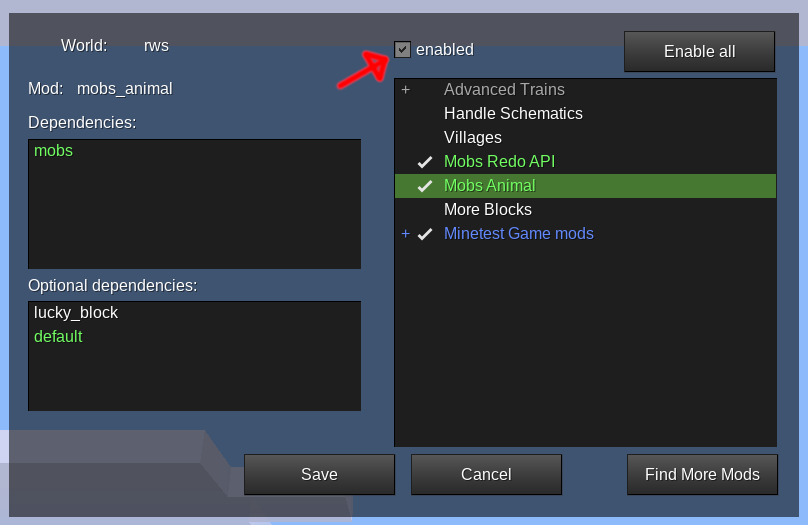 World: rws
Mod: mobs_animal
Dependencies:
mobs
Optional dependencies:
lucky_block
default
enabled
Enable all
+ Advanced Trains
Handle Schematics
Villages
Mobs Redo API
Mobs Animal
More Blocks
+ Minetest Game mods
Save
Cancel
Find More Mods